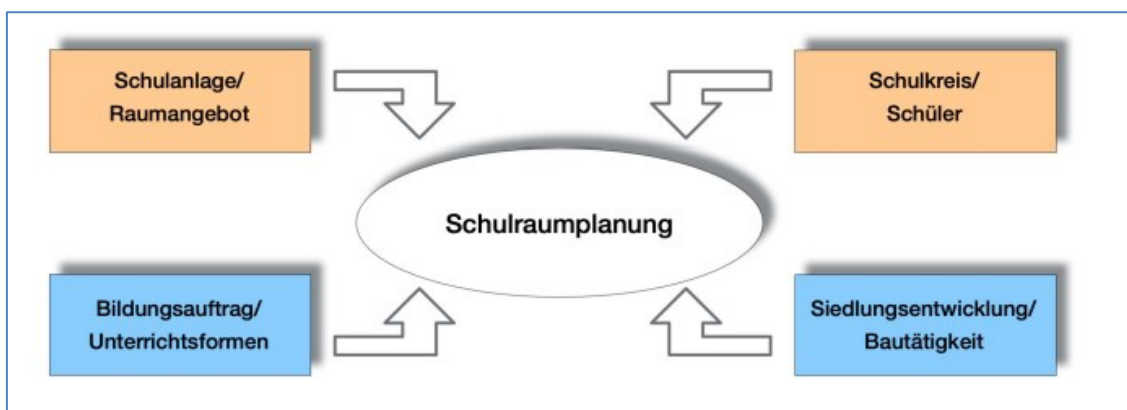 Schulanlage/
Raumangebot
Schulkreis/
Schüler
Schulraumplanung
Bildungsauftrag/
Unterrichtsformen
Siedlungsentwicklung/
Bautätigkeit